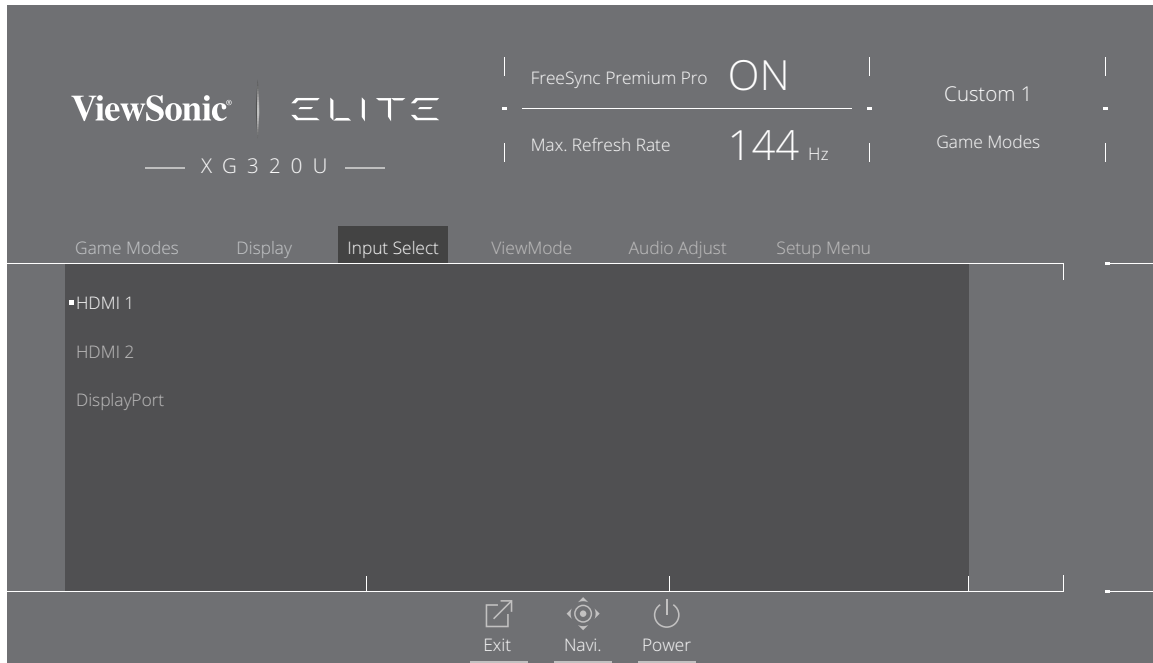 ViewSonic® ELITE
XG320U
FreeSync Premium Pro ON
Max. Refresh Rate 144 Hz
Custom 1
Game Modes
Game Modes Display Input Select ViewMode Audio Adjust Setup Menu
HDMI 1
HDMI 2
DisplayPort
Exit Navi. Power